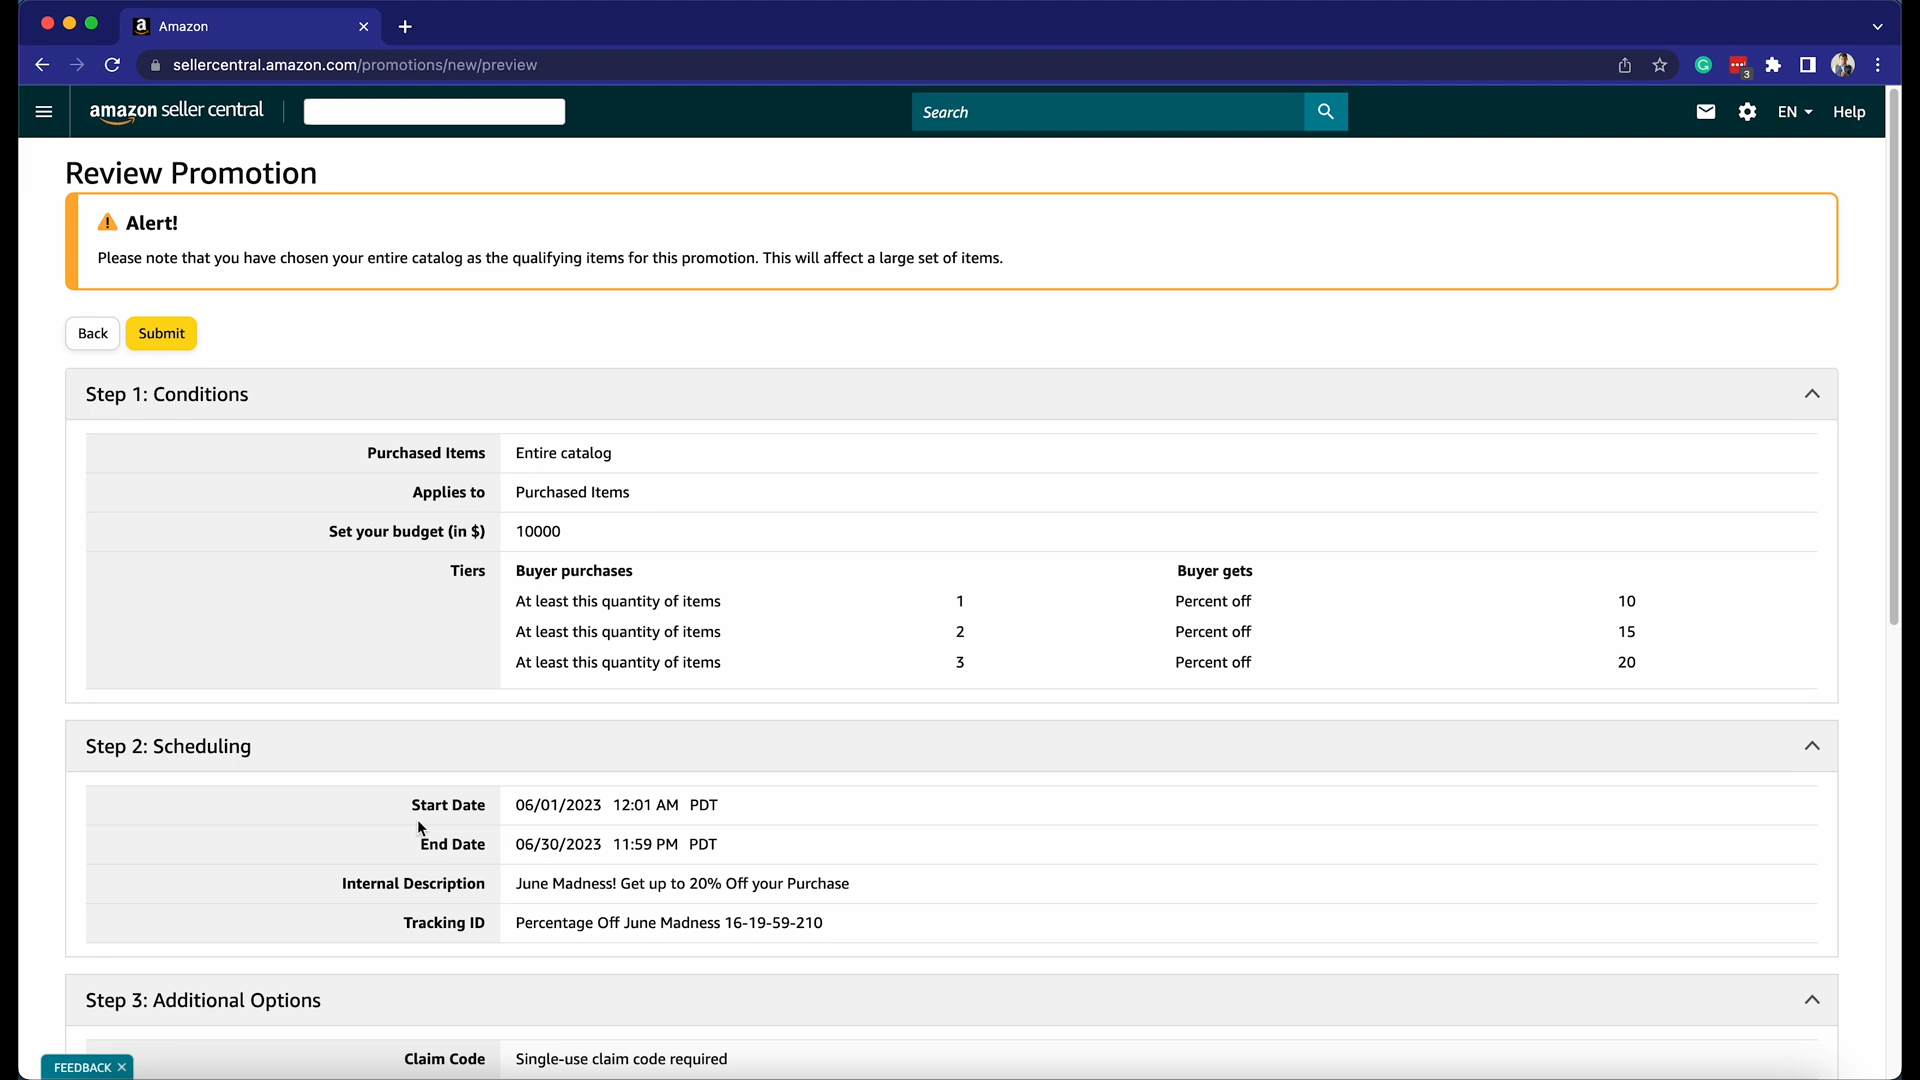 Amazon
sellercentral.amazon.com/promotions/new/preview
3
amazon seller central
Search
EN
Help
Review Promotion
Alert!
Please note that you have chosen your entire catalog as the qualifying items for this promotion. This will affect a large set of items.
Back
Submit
Step 1: Conditions
Purchased Items Entire catalog
Applies to Purchased Items
Set your budget (in $) 10000
Tiers Buyer purchases Buyer gets
At least this quantity of items 1 Percent off 10
At least this quantity of items 2 Percent off 15
At least this quantity of items 3 Percent off 20
Step 2: Scheduling
Start Date 06/01/2023 12:01 AM PDT
End Date 06/30/2023 11:59 PM PDT
Internal Description June Madness! Get up to 20% Off your Purchase
Tracking ID Percentage Off June Madness 16-19-59-210
Step 3: Additional Options
Claim Code Single-use claim code required
FEEDBACK